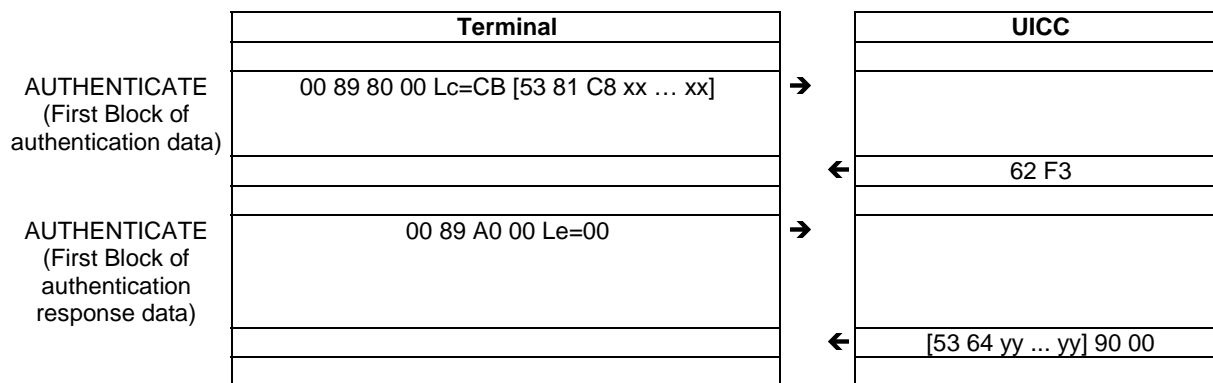 Terminal UICC
AUTHENTICATE 00 89 80 00 Lc=CB [53 81 C8 xx … xx] ➔
(First Block of
authentication data)
🡰 62 F3
AUTHENTICATE 00 89 A0 00 Le=00 ➔
(First Block of
authentication
response data)
🡰 [53 64 yy ... yy] 90 00